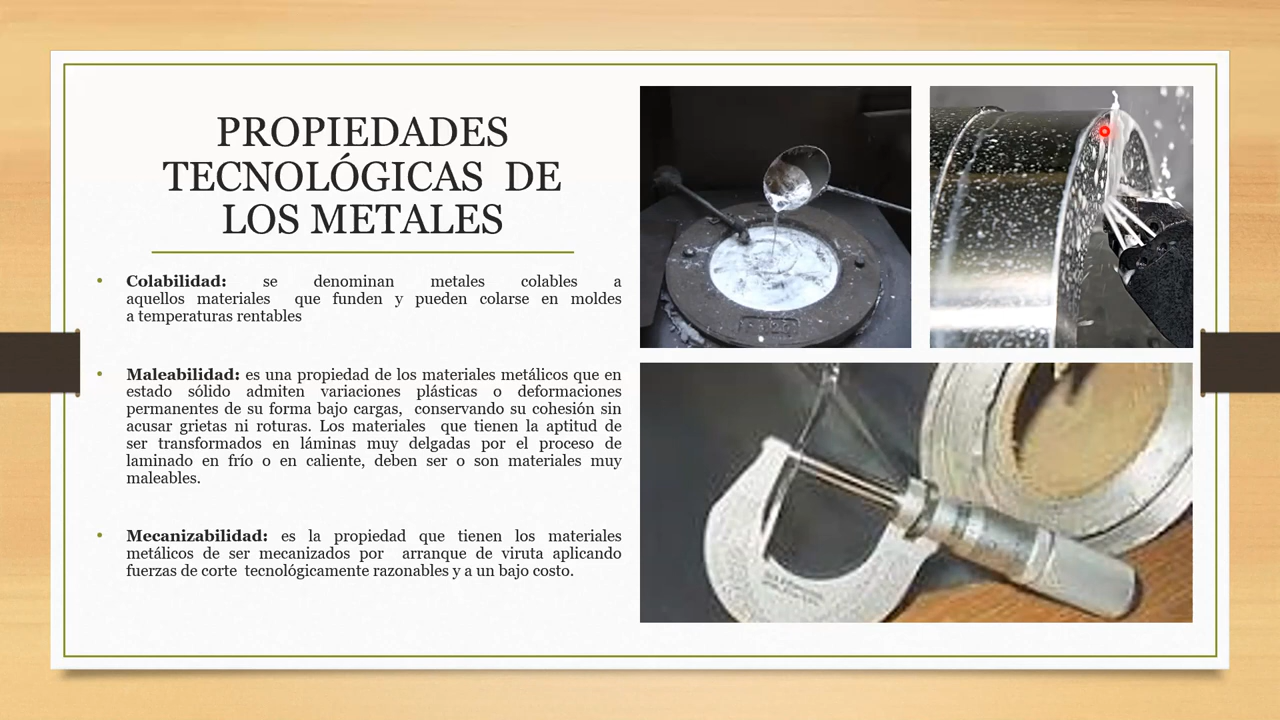 PROPIEDADES
TECNOLÓGICAS DE
LOS METALES
• Colabilidad: se denominan metales colables a
aquellos materiales que funden y pueden colarse en moldes
a temperaturas rentables
• Maleabilidad: es una propiedad de los materiales metálicos que en
estado sólido admiten variaciones plásticas o deformaciones
permanentes de su forma bajo cargas, conservando su cohesión sin
acusar grietas ni roturas. Los materiales que tienen la aptitud de
ser transformados en láminas muy delgadas por el proceso de
laminado en frío o en caliente, deben ser o son materiales muy
maleables.
• Mecanizabilidad: es la propiedad que tienen los materiales
metálicos de ser mecanizados por arranque de viruta aplicando
fuerzas de corte tecnológicamente razonables y a un bajo costo.